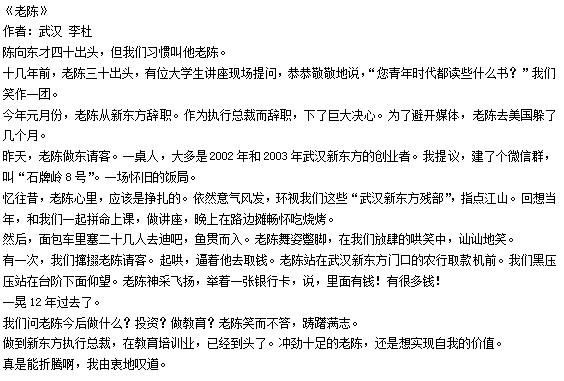 《老陈》
作者：武汉 李杜
陈向东才四十出头，但我们习惯叫他老陈。
十几年前，老陈三十出头，有位大学生讲座现场提问，恭恭敬敬地说，“您青年时代都读些什么书？”我们
笑作一团。
今年元月份，老陈从新东方辞职。作为执行总裁而辞职，下了巨大决心。为了避开媒体，老陈去美国躲了
几个月。
昨天，老陈做东请客。一桌人，大多是2002年和2003年武汉新东方的创业者。我提议，建了个微信群，
叫“石牌岭8号”。一场怀旧的饭局。
忆往昔，老陈心里，应该是挣扎的。依然意气风发，环视我们这些“武汉新东方残部”，指点江山。回想当
年，和我们一起拼命上课，做讲座，晚上在路边摊畅怀吃烧烤。
然后，面包车里塞二十几人去迪吧，鱼贯而入。老陈舞姿蹩脚，在我们放肆的哄笑中，讪讪地笑。
有一次，我们撺掇老陈请客。起哄，逼着他去取钱。老陈站在武汉新东方门口的农行取款机前。我们黑压
压站在台阶下面仰望。老陈神采飞扬，举着一张银行卡，说，里面有钱！有很多钱！
一晃12年过去了。
我们问老陈今后做什么？投资？做教育？老陈笑而不答，踌躇满志。
做到新东方执行总裁，在教育培训业，已经到头了。冲劲十足的老陈，还是想实现自我的价值。
真是能折腾啊，我由衷地叹道。